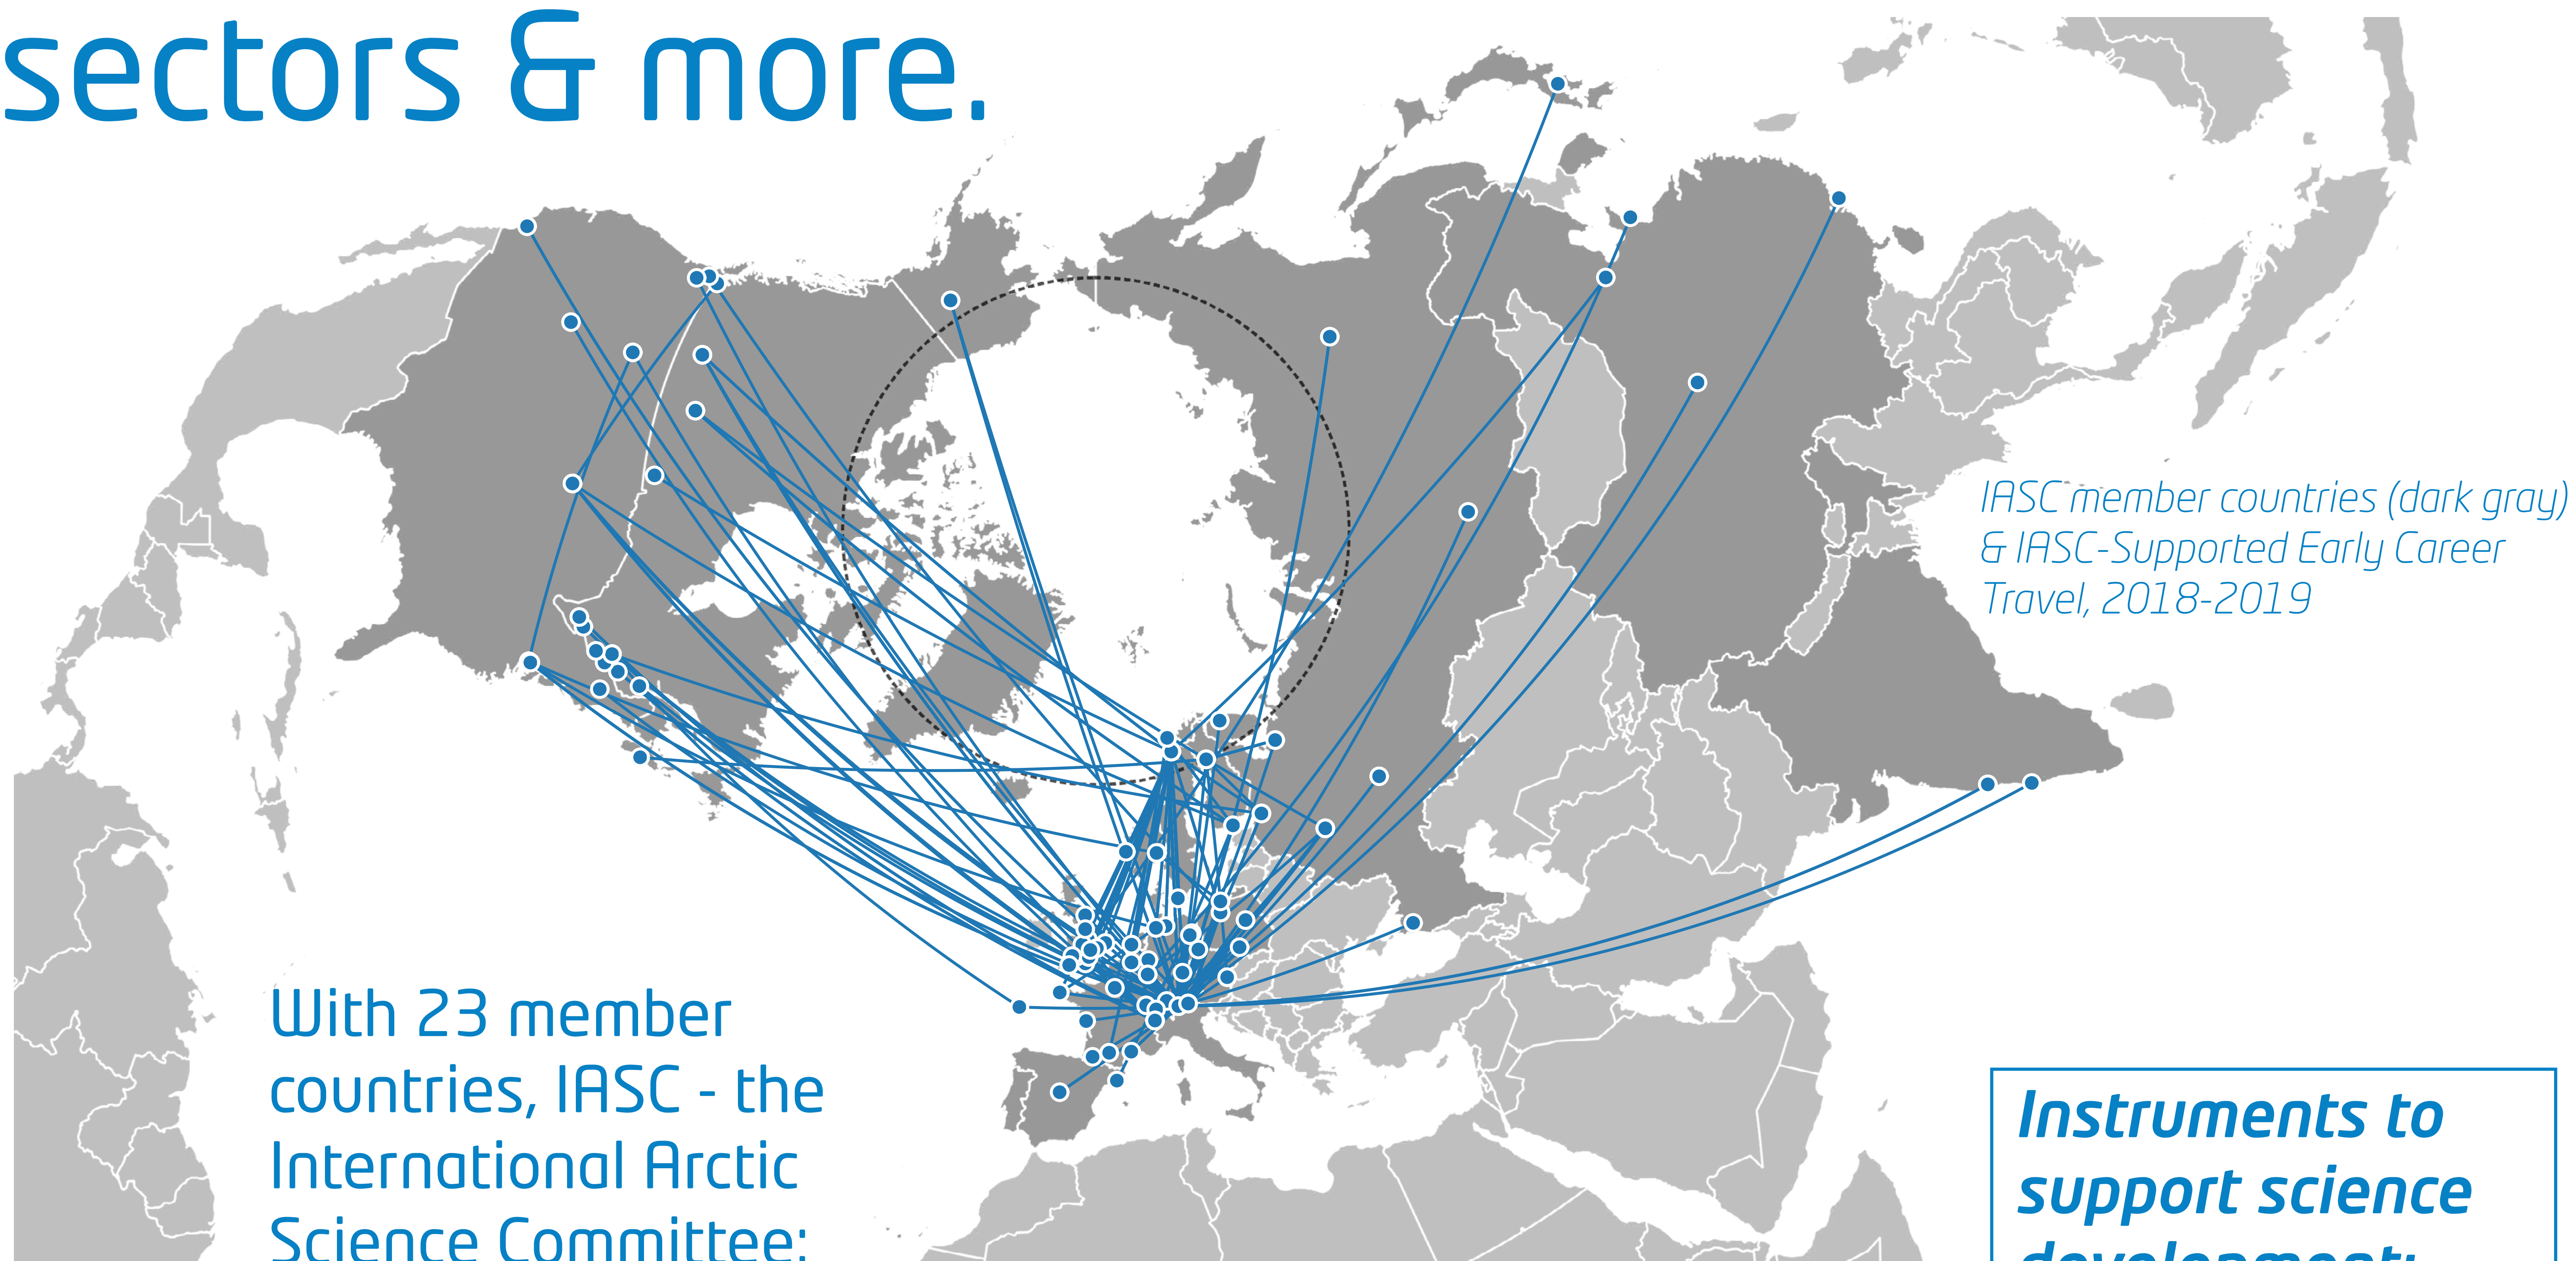 sectors & more.
IASC member countries (dark gray)
& IASC-Supported Early Career
Travel, 2018-2019
With 23 member
countries, IASC - the
International Arctic
Science Committee:
Instruments to
support science
development: